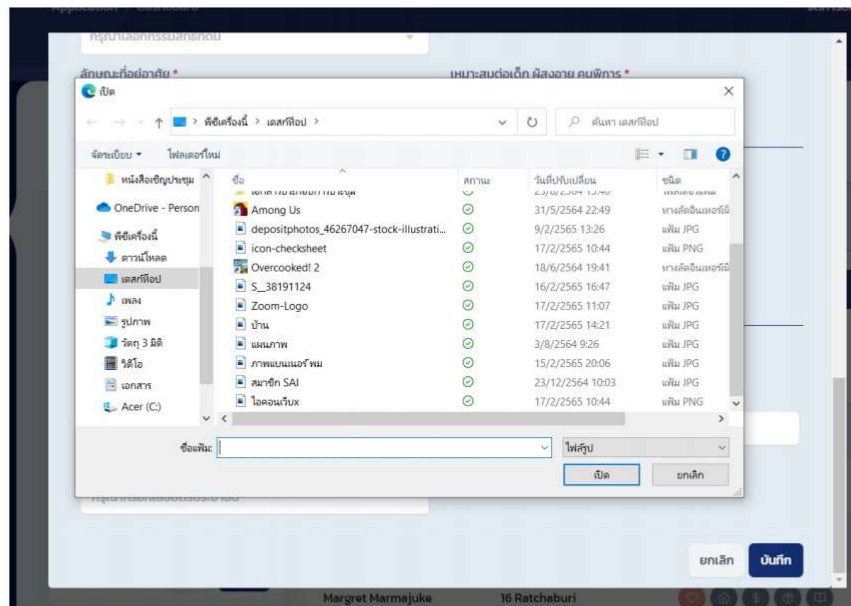 Application Dashboard
กรุณาเลือกกรรมสิทธิ์ที่ดิน
ลักษณะที่อยู่อาศัย *
เหมาะสมต่อเด็ก ผู้สูงอายุ คนพิการ *
เปิด
พีซีเครื่องนี้ > เดสก์ท็อป >
ค้นหา เดสก์ท็อป
จัดระเบียบ
โฟลเดอร์ใหม่
หนังสือเชิญประชุม
OneDrive - Person
พีซีเครื่องนี้
ดาวน์โหลด
เดสก์ท็อป
เพลง
รูปภาพ
วัตถุ 3 มิติ
วิดีโอ
เอกสาร
Acer (C:)
ชื่อ สถานะ วันที่ปรับเปลี่ยน ชนิด
Among Us 31/5/2564 22:49 ทางลัดอินเทอร์เน็
depositphotos_46267047-stock-illustrati... 9/2/2565 13:26 แฟ้ม JPG
icon-checksheet 17/2/2565 10:44 แฟ้ม PNG
Overcooked! 2 18/6/2564 19:41 ทางลัดอินเทอร์เน็
S__38191124 16/2/2565 16:47 แฟ้ม JPG
Zoom-Logo 17/2/2565 11:07 แฟ้ม JPG
บ้าน 17/2/2565 14:21 แฟ้ม JPG
แผนภาพ 3/8/2564 9:26 แฟ้ม JPG
ภาพแบนเนอร์ พม 15/2/2565 20:06 แฟ้ม JPG
สมาชิก SAI 23/12/2564 10:03 แฟ้ม JPG
ไอคอนเว็บx 17/2/2565 10:44 แฟ้ม PNG
ชื่อแฟ้ม:
ไฟล์รูป
เปิด
ยกเลิก
ยกเลิก
บันทึก
Margret Marmajuke 16 Ratchaburi